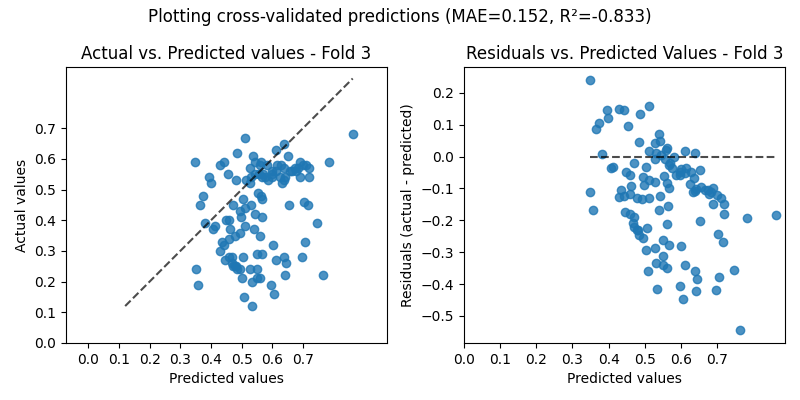 Plotting cross-validated predictions (MAE=0.152, R²=-0.833)
Actual vs. Predicted values - Fold 3
Actual values
0.7
0.6
0.5
0.4
0.3
0.2
0.1
0.0
0.0 0.1 0.2 0.3 0.4 0.5 0.6 0.7
Predicted values
Residuals vs. Predicted Values - Fold 3
Residuals (actual - predicted)
0.2
0.1
0.0
−0.1
−0.2
−0.3
−0.4
−0.5
0.0 0.1 0.2 0.3 0.4 0.5 0.6 0.7
Predicted values